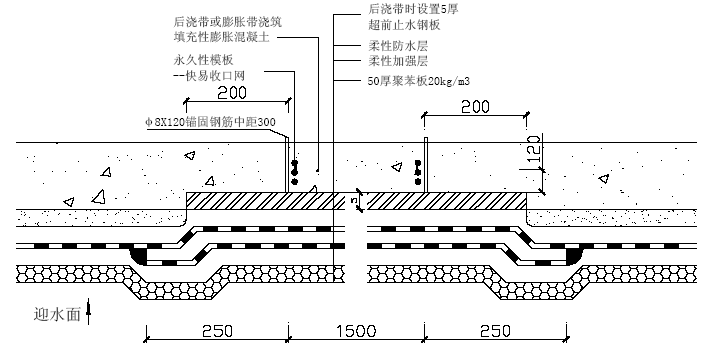 后浇带或膨胀带浇筑
填充性膨胀混凝土
永久性模板
--快易收口网
后浇带时设置5厚
超前止水钢板
柔性防水层
柔性加强层
50厚聚苯板20kg/m3
200
200
φ8X120锚固钢筋中距300
120
5
迎水面
250
1500
250